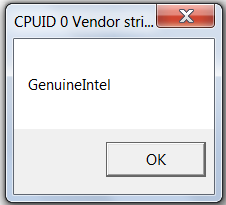 CPUID 0 Vendor stri...
GenuineIntel
OK